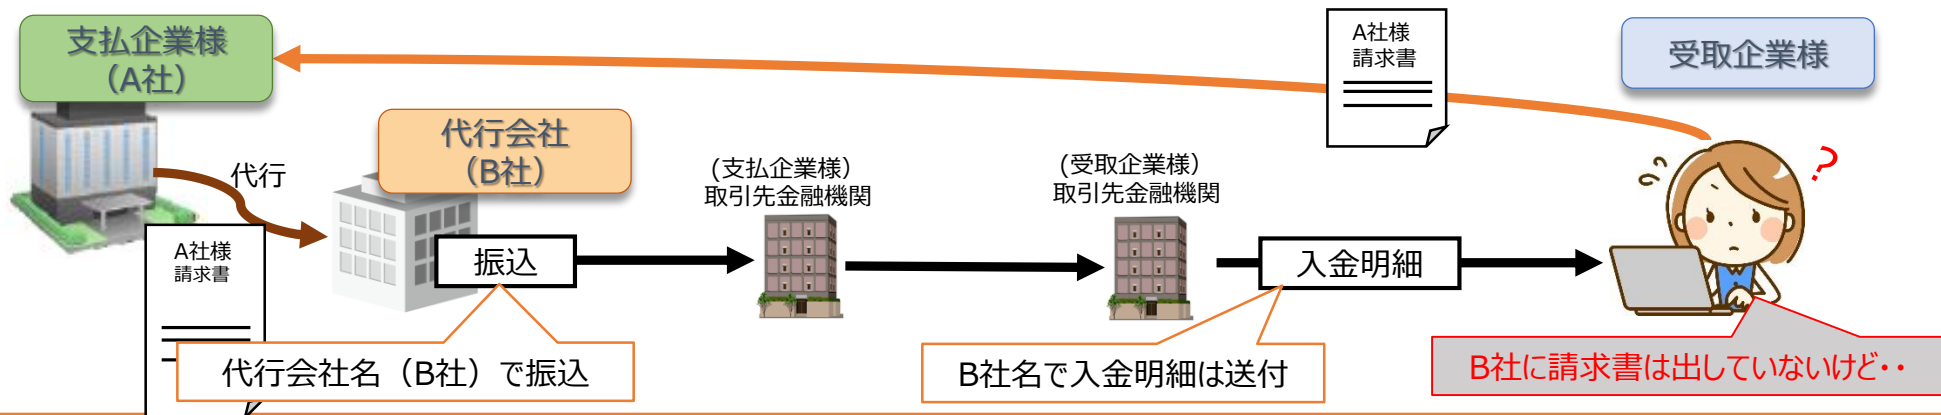 支払企業様
（A社）
代行会社
（B社）
代行
A社様
請求書
振込
代行会社名（B社）で振込
（支払企業様）
取引先金融機関
（受取企業様）
取引先金融機関
入金明細
B社名で入金明細は送付
A社様
請求書
受取企業様
?
B社に請求書は出していないけど・・